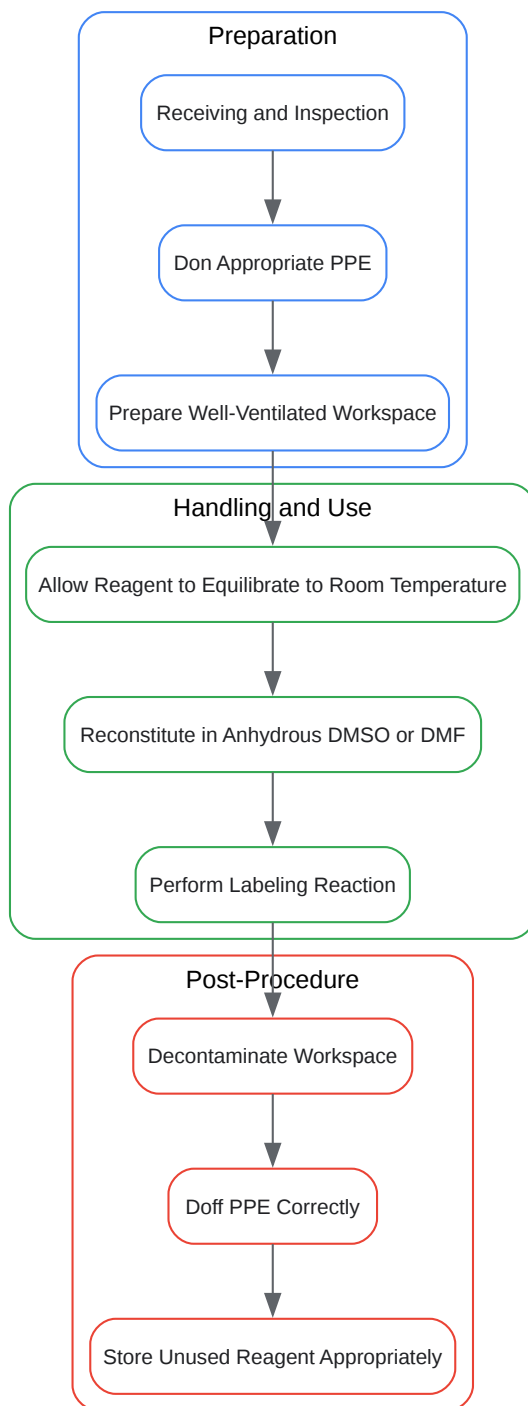 Preparation
Receiving and Inspection
Don Appropriate PPE
Prepare Well-Ventilated Workspace
Handling and Use
Allow Reagent to Equilibrate to Room Temperature
Reconstitute in Anhydrous DMSO or DMF
Perform Labeling Reaction
Post-Procedure
Decontaminate Workspace
Doff PPE Correctly
Store Unused Reagent Appropriately